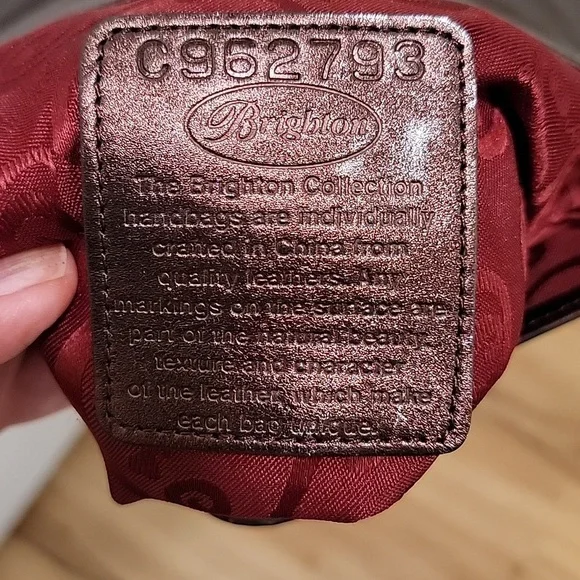 C962793
Brighton
The Brighton Collection
handbags are individually
crafted in China from
quality leathers. Any
markings on the surface are
part of the natural beauty,
texture and character
of the leather, which make
each bag unique.